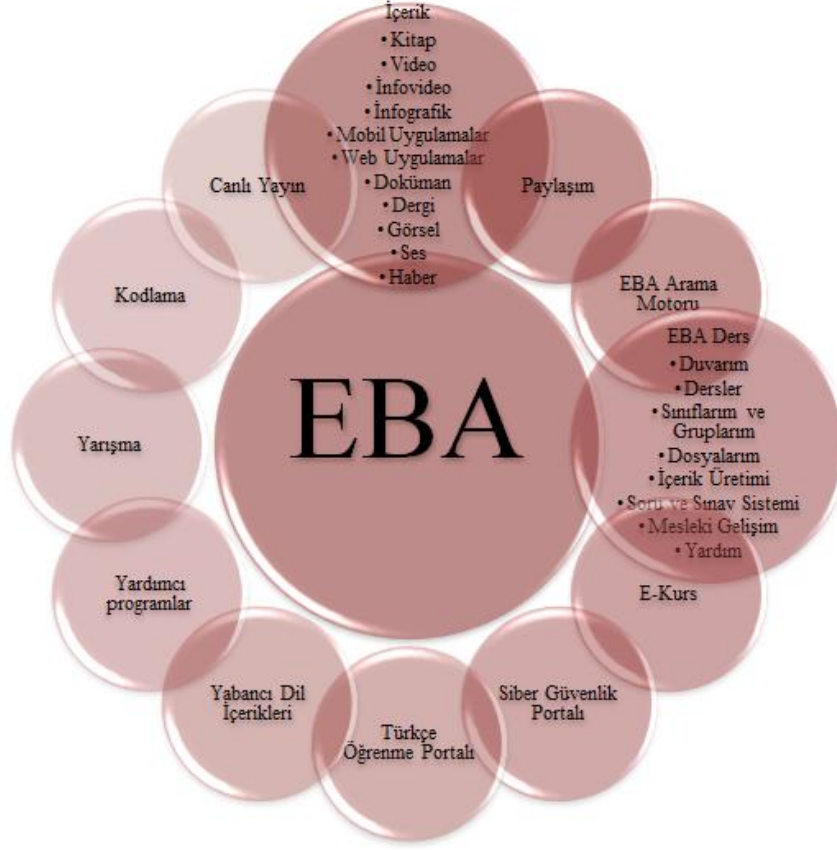 İçerik
•Kitap
•Video
•İnfovideo
•İnfografik
•Mobil Uygulamalar
•Web Uygulamalar
•Doküman
•Dergi
•Görsel
•Ses
•Haber
Paylaşım
EBA Arama
Motoru
EBA Ders
•Duvarım
•Dersler
•Sınıflarım ve
Gruplarım
•Dosyalarım
•İçerik Üretimi
•Soru ve Sınav Sistemi
•Mesleki Gelişim
•Yardım
E-Kurs
Siber Güvenlik
Portalı
Türkçe
Öğrenme Portalı
Yabancı Dil
İçerikleri
Yardımcı
programlar
Yarışma
Kodlama
Canlı Yayın
EBA